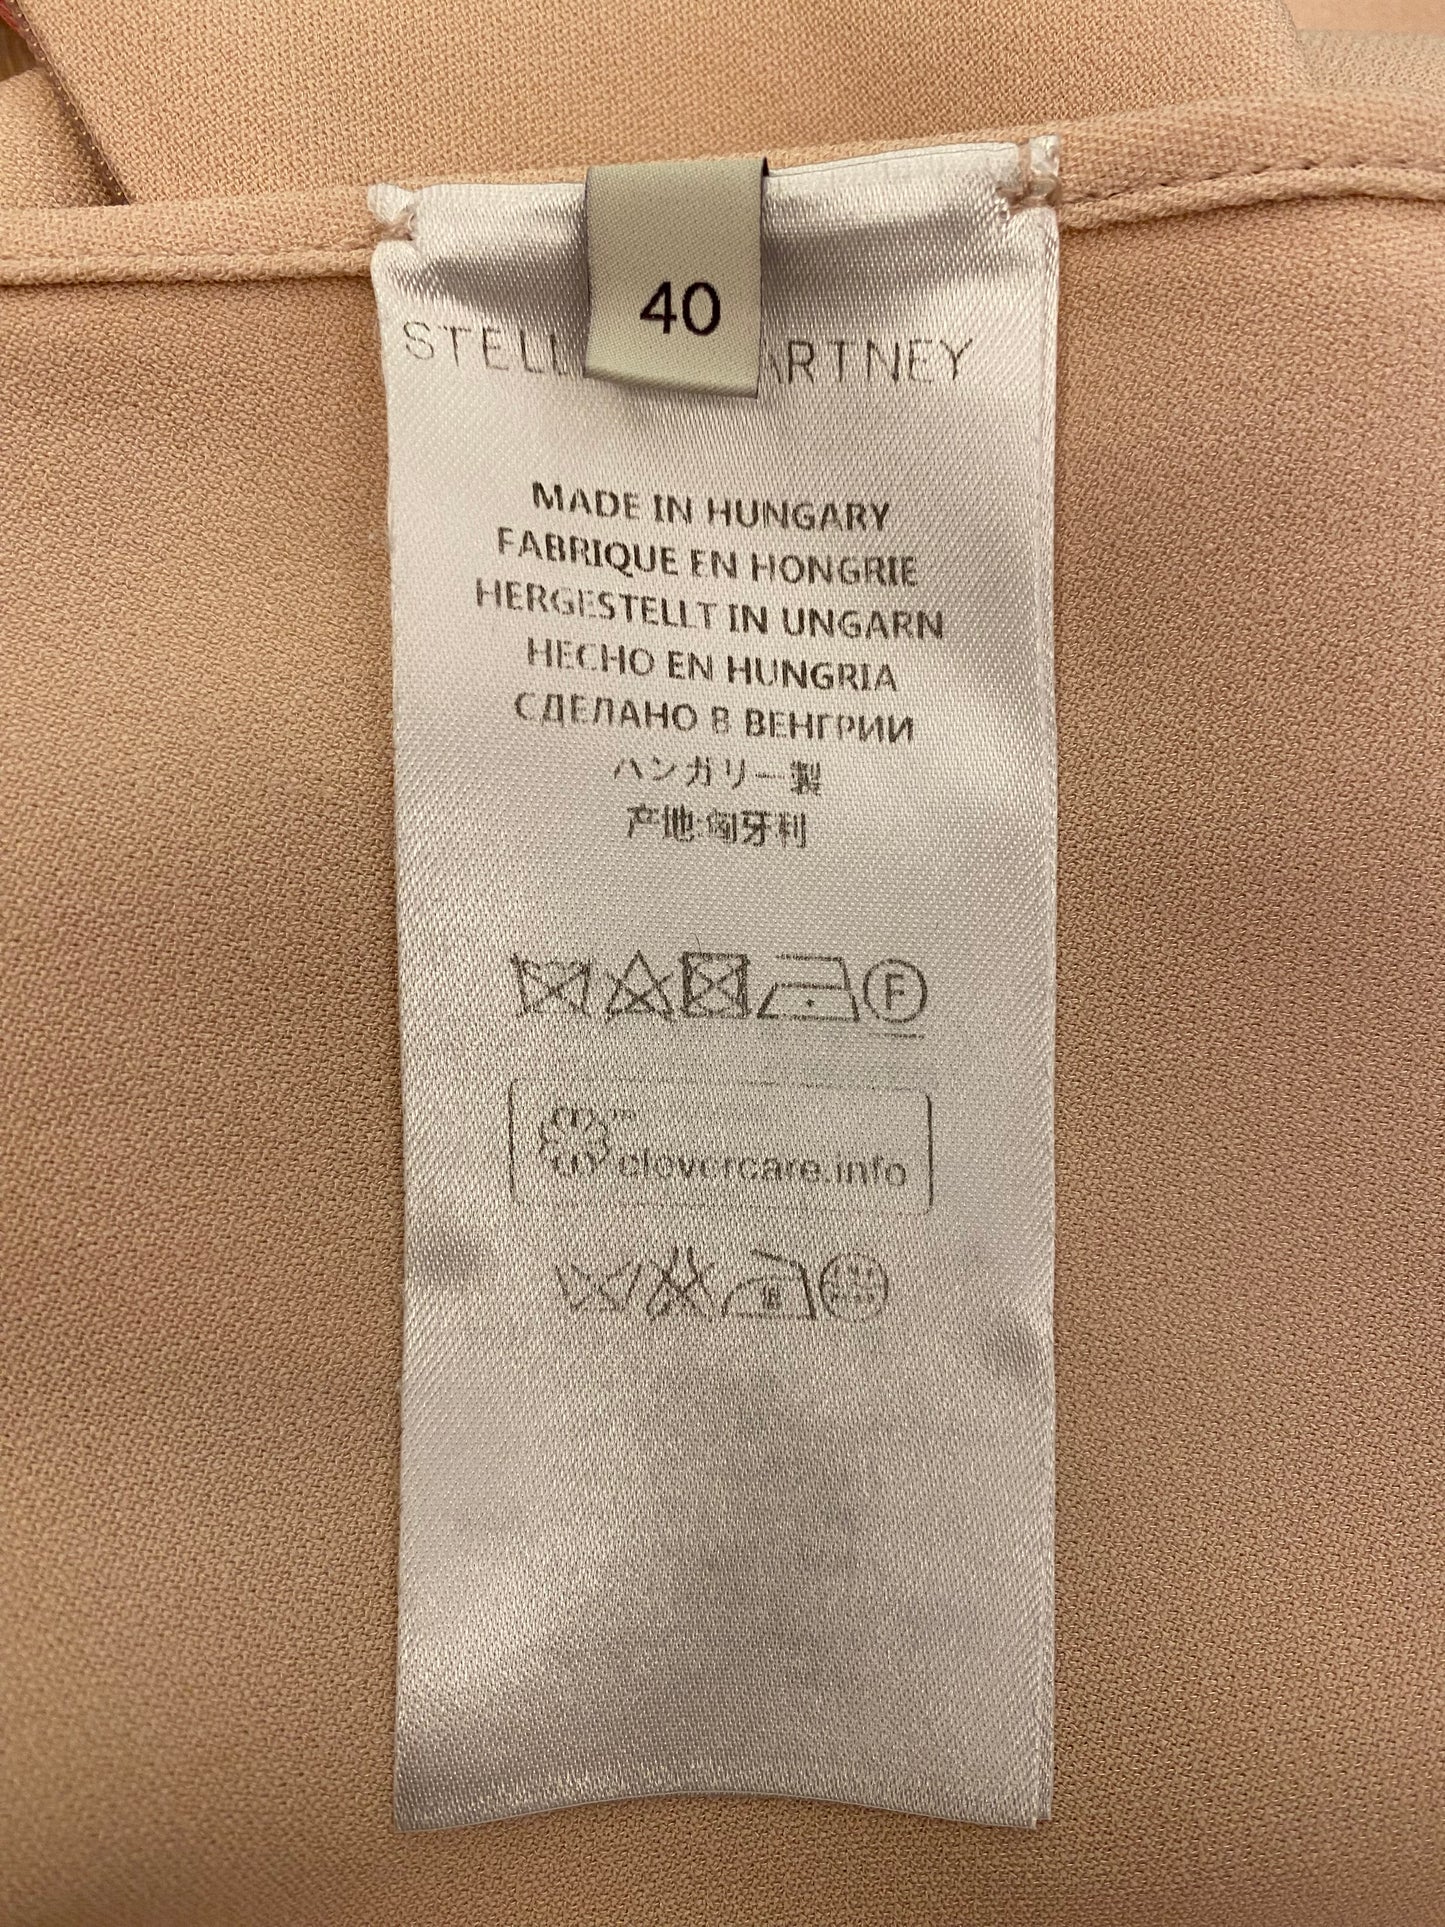 40
STELL ARTNEY
MADE IN HUNGARY
FABRIQUE EN HONGRIE
HERGESTELLT IN UNGARN
HECHO EN HUNGRIA
СДЕЛАНО В ВЕНГРИИ
ハンガリー製
产地:匈牙利
F
clevercare.info